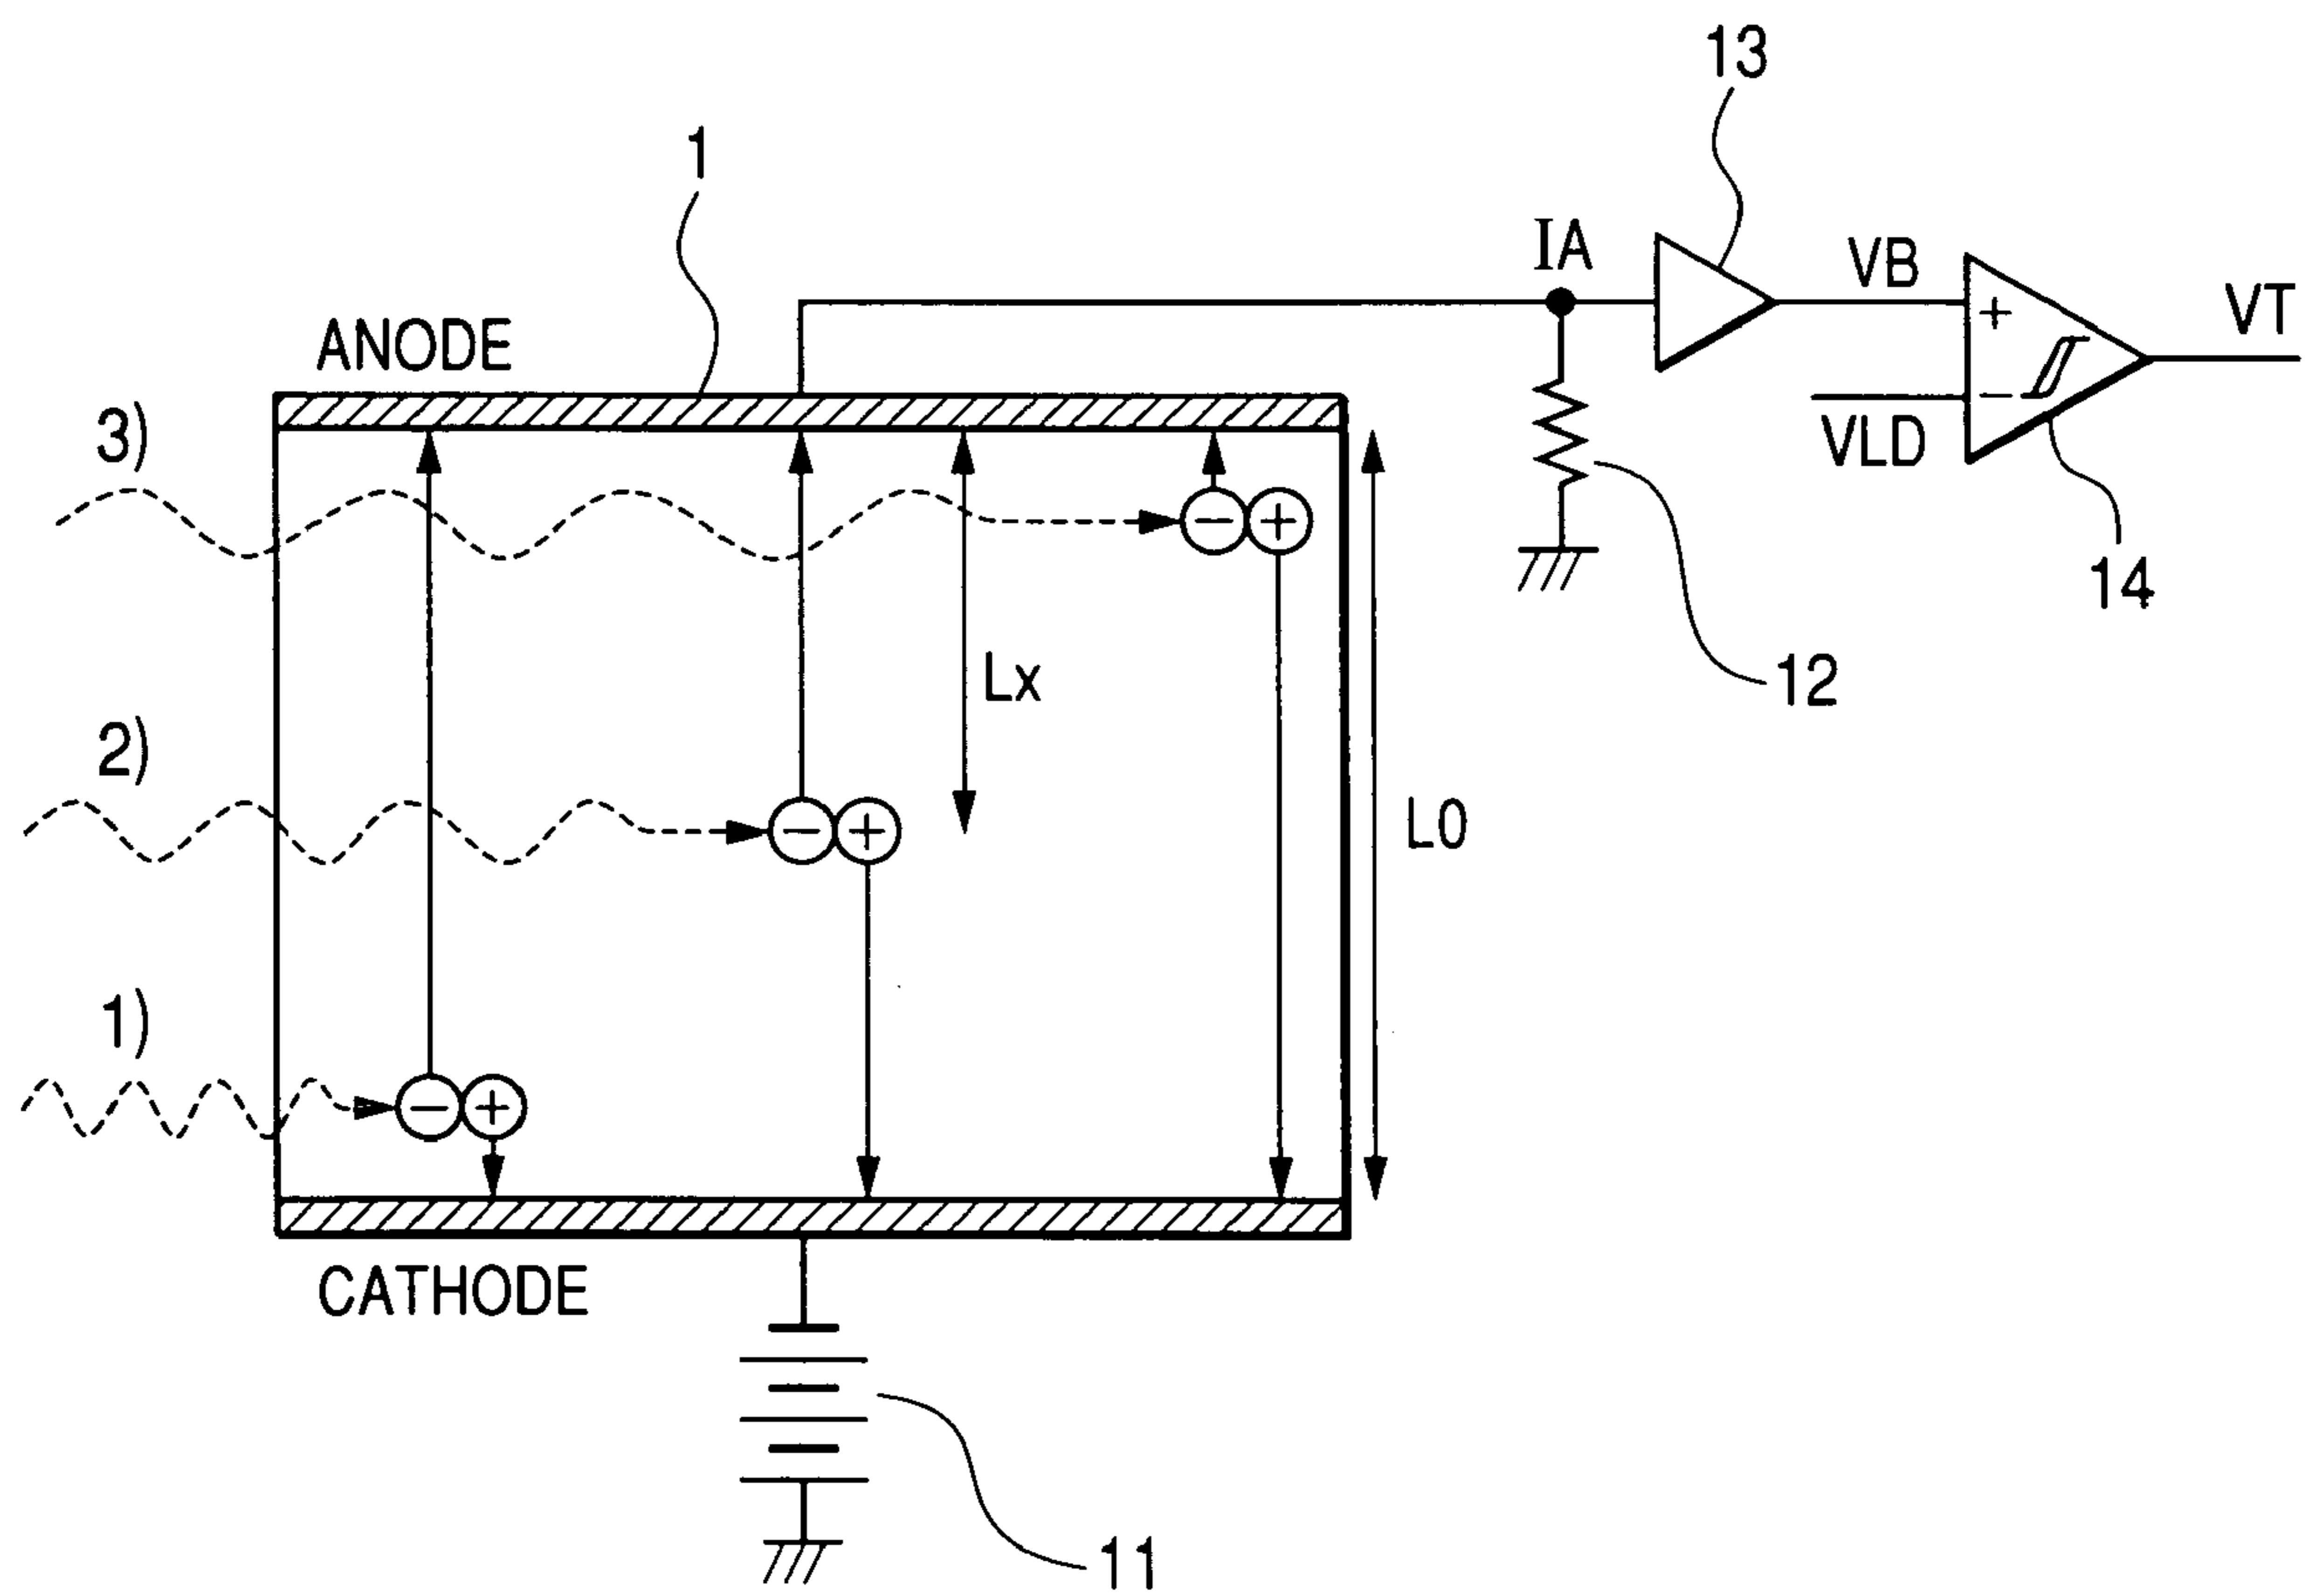 13
1
IA
VB
VT
+
−
VLD
ANODE
3)
− +
14
12
Lx
2)
− +
L0
1)
− +
CATHODE
11